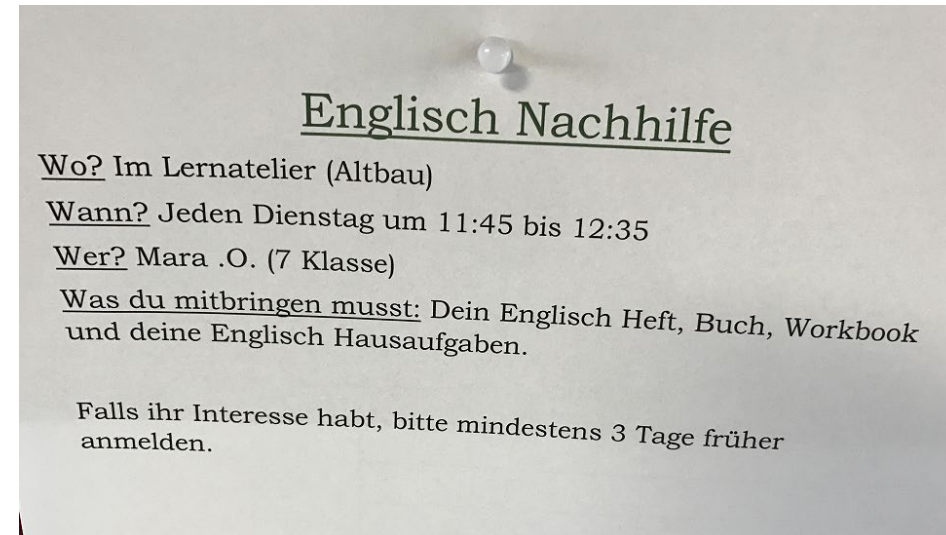 Englisch Nachhilfe
Wo? Im Lernatelier (Altbau)
Wann? Jeden Dienstag um 11:45 bis 12:35
Wer? Mara .O. (7 Klasse)
Was du mitbringen musst: Dein Englisch Heft, Buch, Workbook
und deine Englisch Hausaufgaben.
Falls ihr Interesse habt, bitte mindestens 3 Tage früher
anmelden.